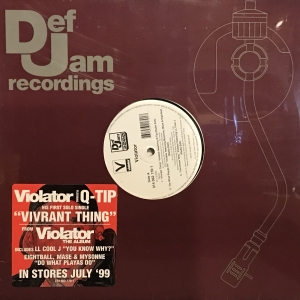 Def
Jam
recordings
Violator
V
Violator Q-TIP
HIS FIRST SOLO SINGLE
"VIVRANT THING"
FROM Violator
THE ALBUM
INCLUDES LL COOL J "YOU KNOW WHY?"
EIGHTBALL, MASE & MYSONNE
"DO WHAT PLAYAS DO"
IN STORES JULY '99